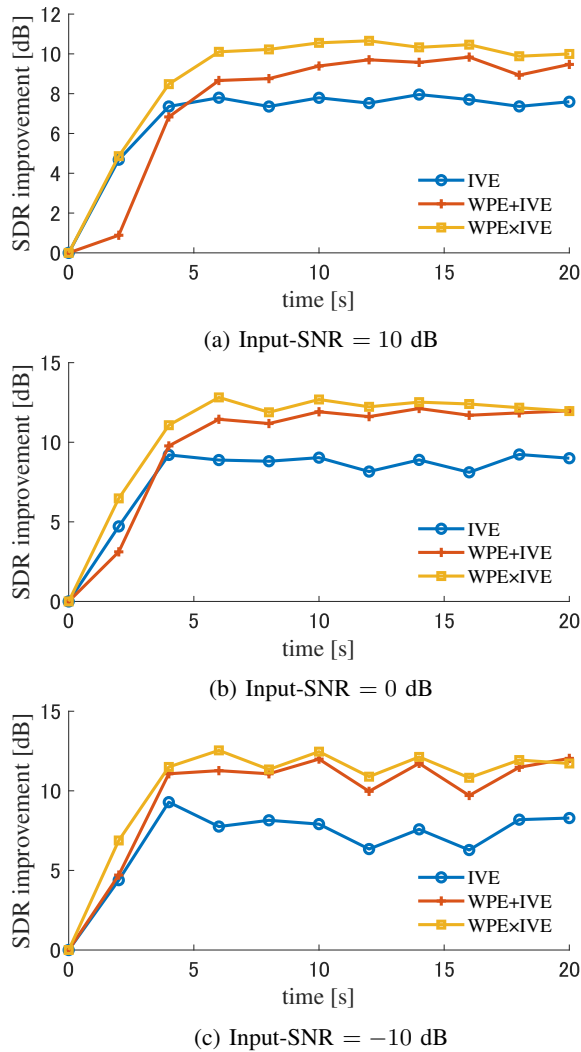 SDR improvement [dB]
12
10
8
6
4
2
0
IVE
WPE+IVE
WPE×IVE
0 5 10 15 20
time [s]
(a) Input-SNR = 10 dB
SDR improvement [dB]
15
10
5
0
IVE
WPE+IVE
WPE×IVE
0 5 10 15 20
time [s]
(b) Input-SNR = 0 dB
SDR improvement [dB]
15
10
5
0
IVE
WPE+IVE
WPE×IVE
0 5 10 15 20
time [s]
(c) Input-SNR = −10 dB